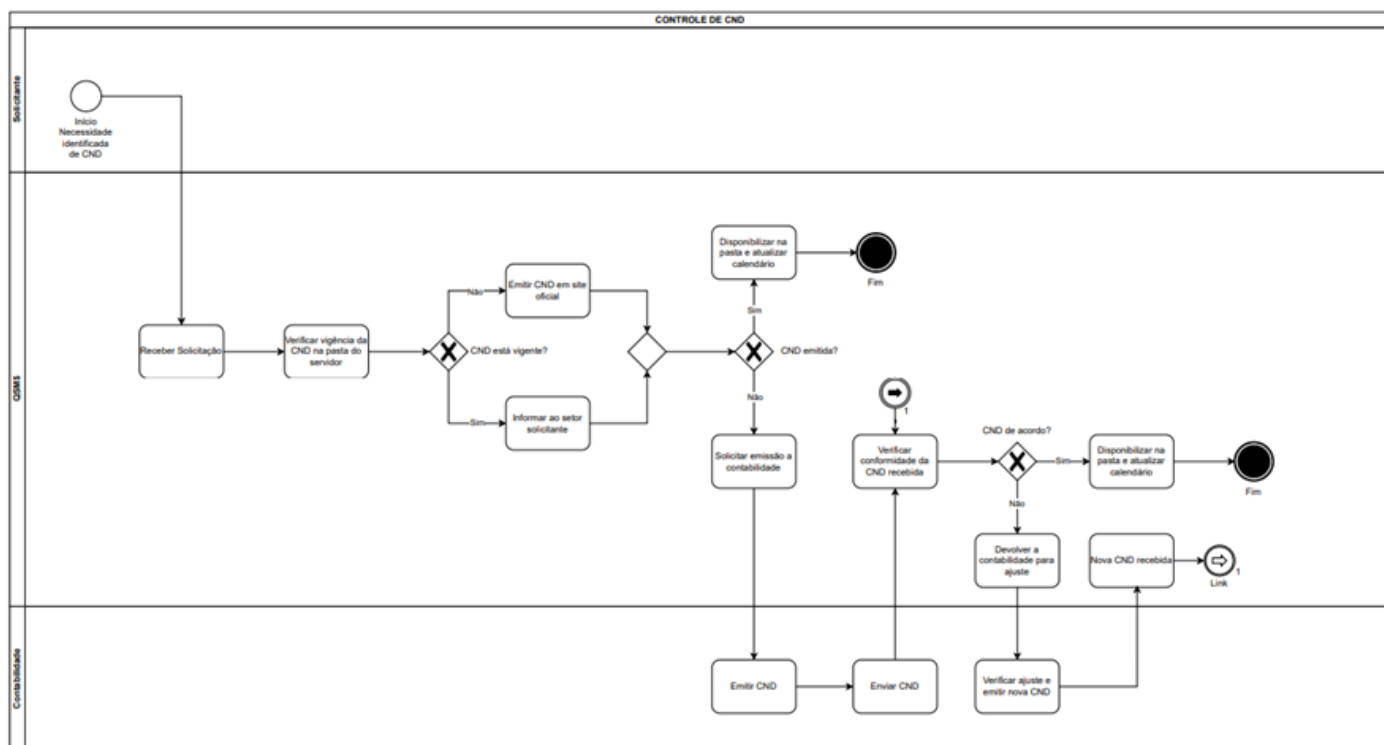 CONTROLE DE CND
Solicitante
Início
Necessidade
identificada
de CND
QSMS
Receber Solicitação
Verificar vigência da
CND na pasta do
servidor
CND está vigente?
Não
Emitir CND em site
oficial
Sim
Informar ao setor
solicitante
CND emitida?
Sim
Disponibilizar na
pasta e atualizar
calendário
Fim
Não
Solicitar emissão a
contabilidade
1
Verificar
conformidade da
CND recebida
CND de acordo?
Sim
Disponibilizar na
pasta e atualizar
calendário
Fim
Não
Devolver a
contabilidade para
ajuste
Nova CND recebida
1
Link
Contabilidade
Emitir CND
Enviar CND
Verificar ajuste e
emitir nova CND